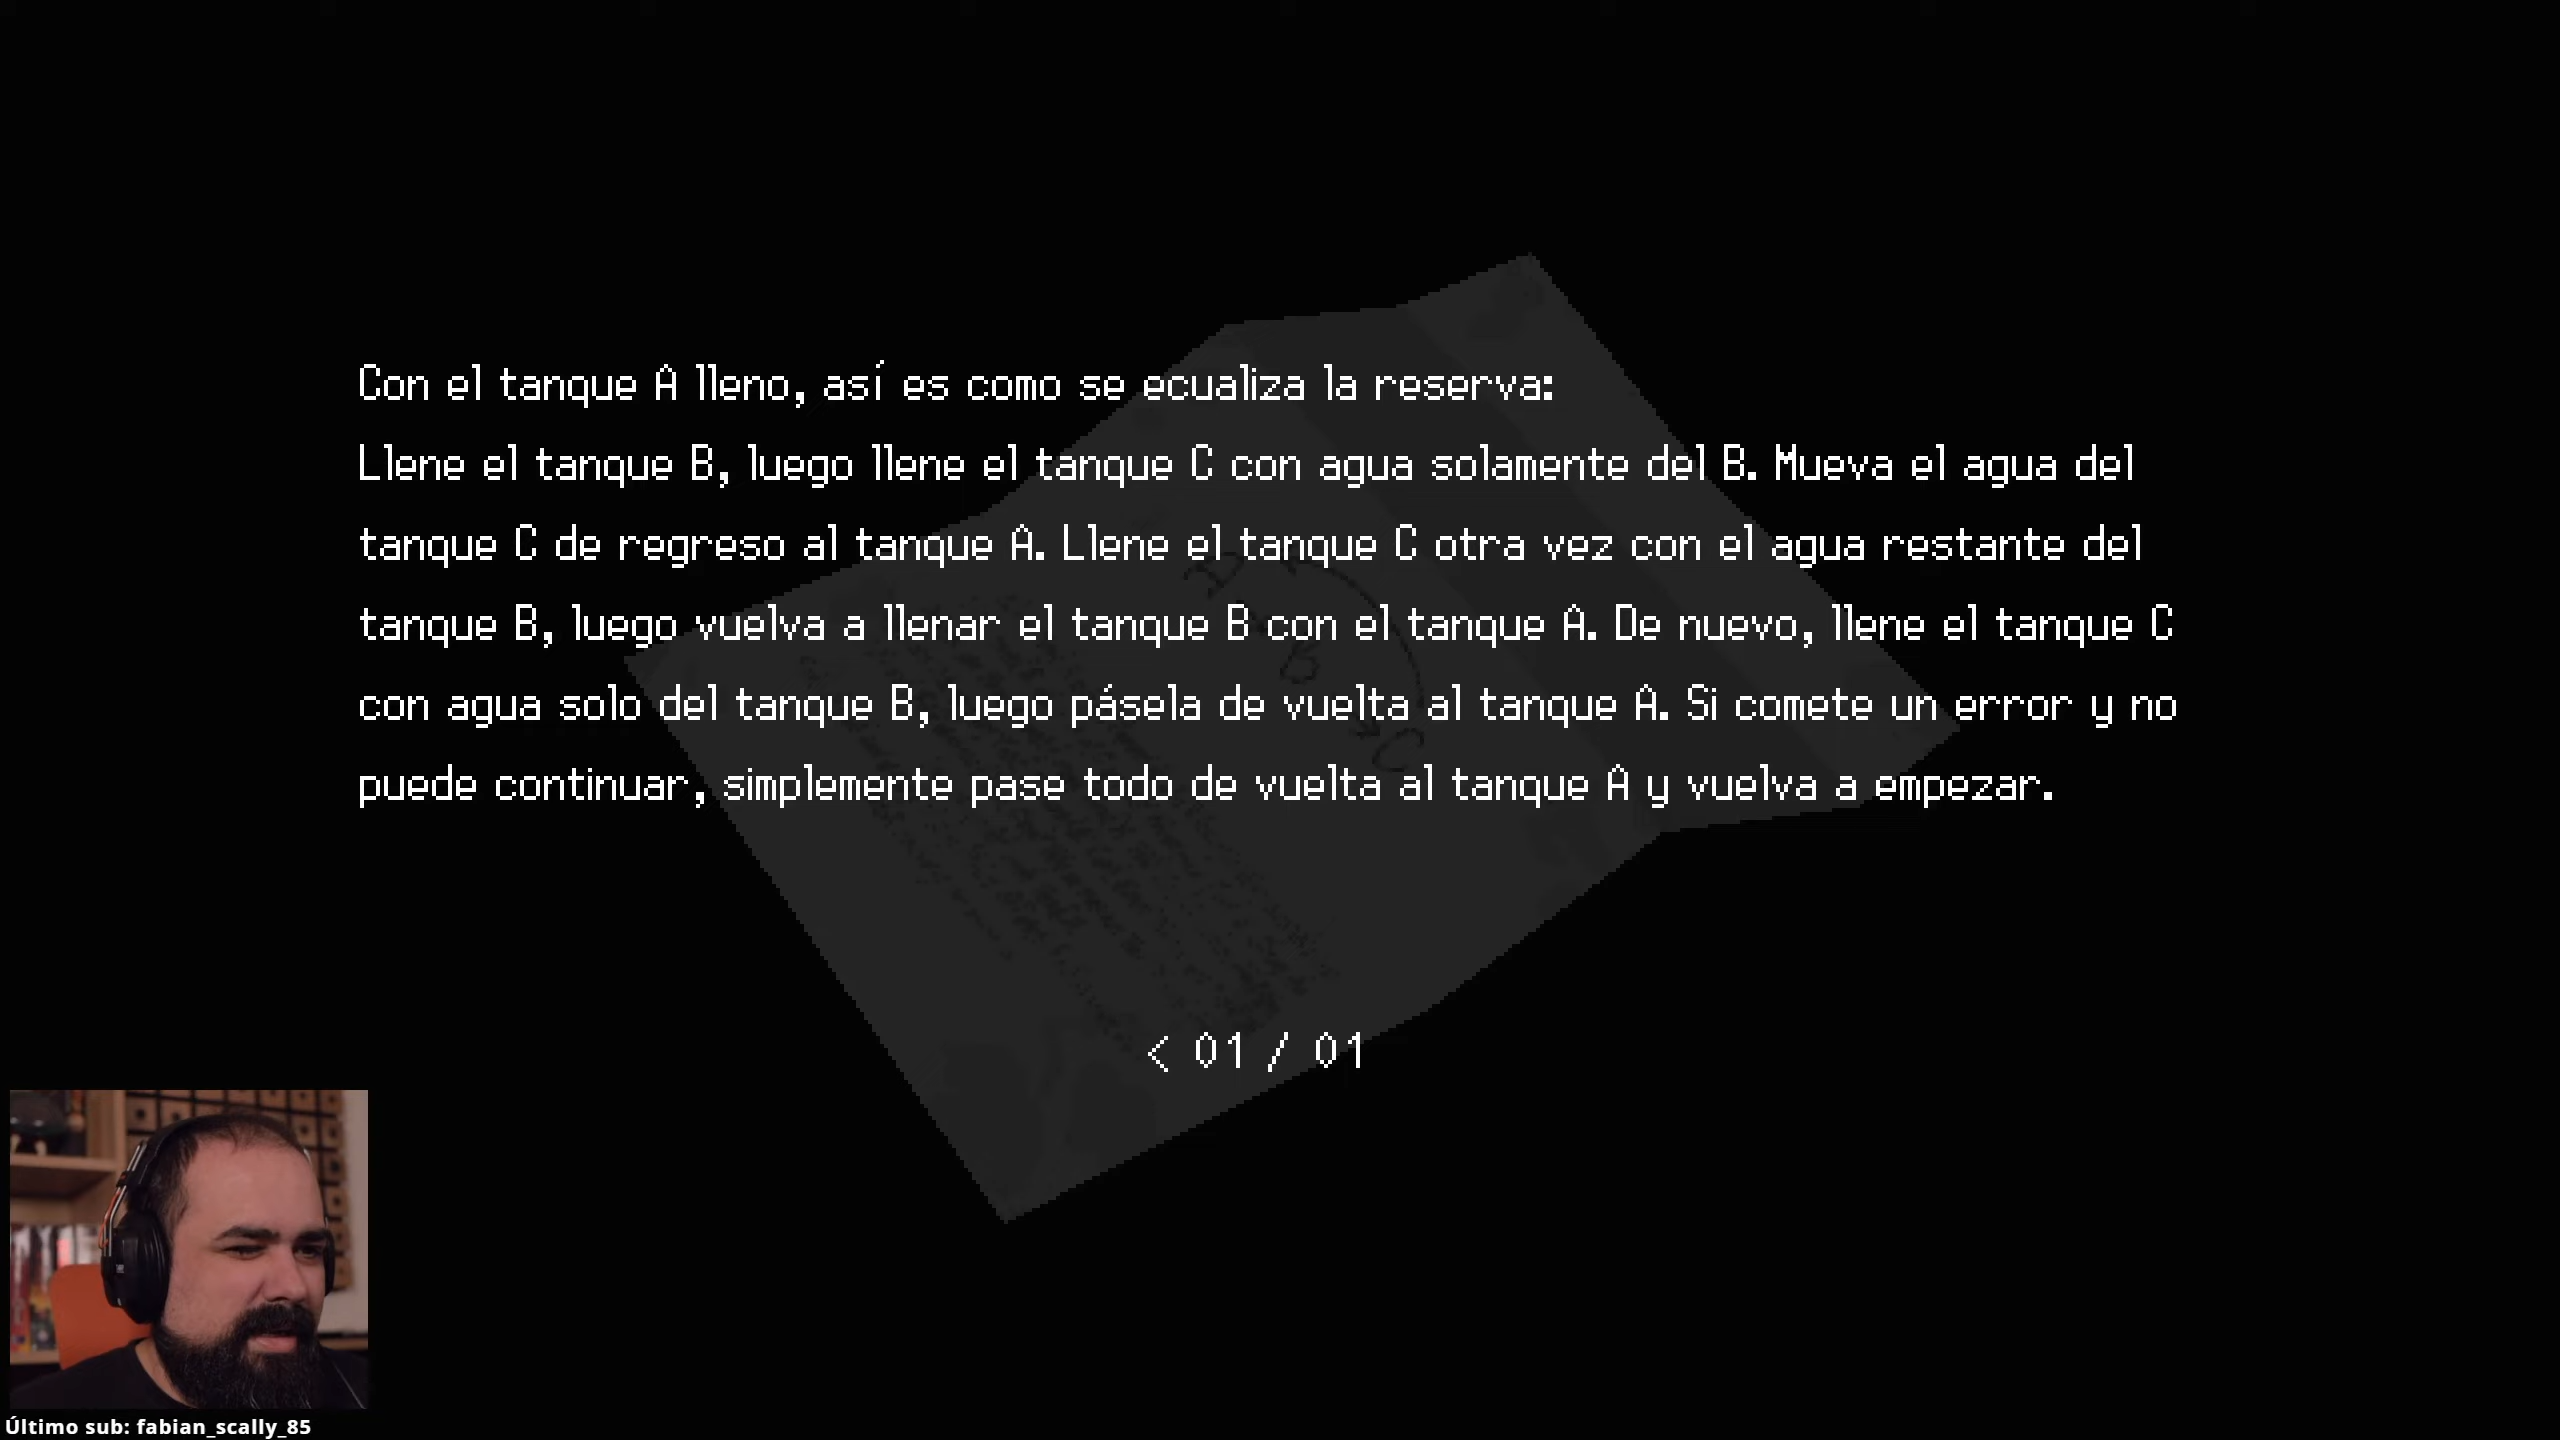 Con el tanque A lleno, así es como se ecualiza la reserva:
Llene el tanque B, luego llene el tanque C con agua solamente del B. Mueva el agua del
tanque C de regreso al tanque A. Llene el tanque C otra vez con el agua restante del
tanque B, luego vuelva a llenar el tanque B con el tanque A. De nuevo, llene el tanque C
con agua solo del tanque B, luego pásela de vuelta al tanque A. Si comete un error y no
puede continuar, simplemente pase todo de vuelta al tanque A y vuelva a empezar.
A
B
C
< 01 / 01
Último sub: fabian_scally_85